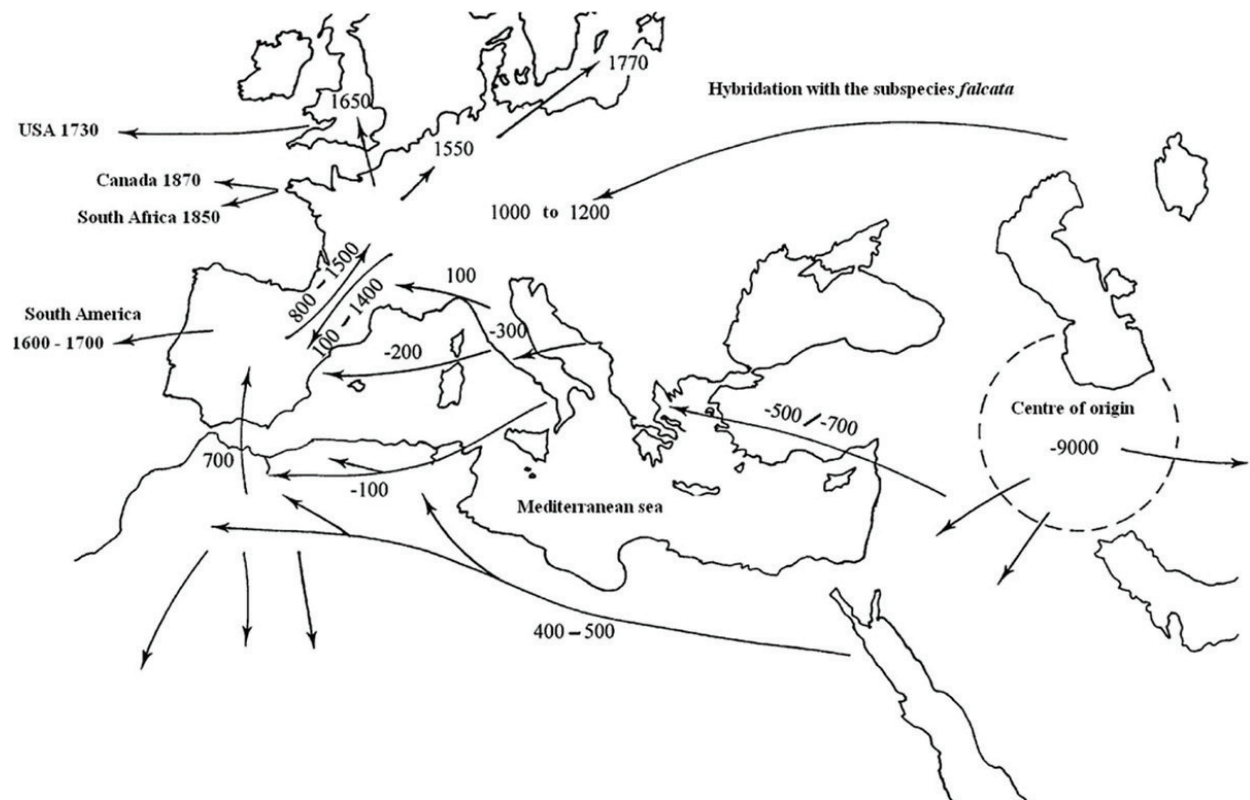 1770
Hybridation with the subspecies falcata
1650
USA 1730
1550
Canada 1870
South Africa 1850
1000 to 1200
800 – 1500
100
100 – 1400
South America
1600 - 1700
-300
-200
Centre of origin
-500 / -700
-9000
700
-100
Mediterranean sea
400 – 500